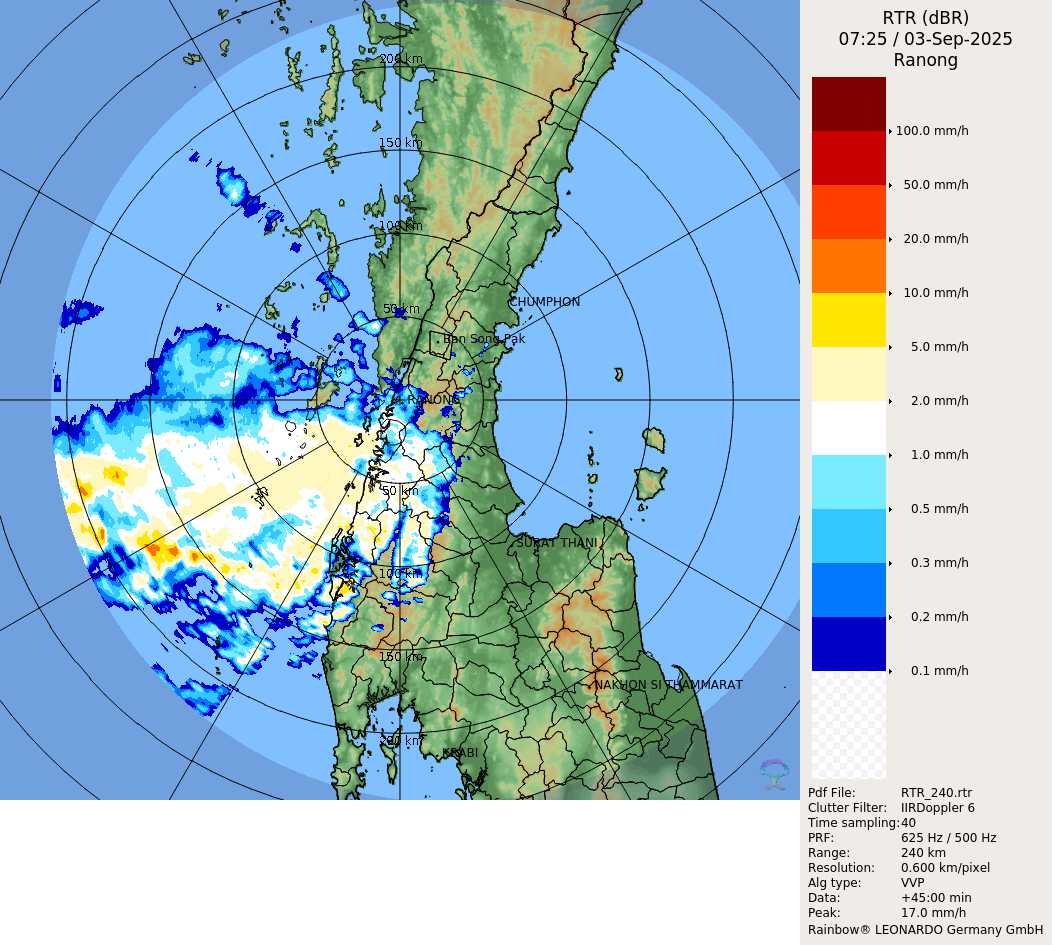 RTR (dBR)
07:25 / 03-Sep-2025
Ranong
200 km
150 km
100 km
50 km
CHUMPHON
Ban Song Pak
RANONG
50 km
SURAT THANI
100 km
150 km
NAKHON SI THAMMARAT
200 km
KRABI
100.0 mm/h
50.0 mm/h
20.0 mm/h
10.0 mm/h
5.0 mm/h
2.0 mm/h
1.0 mm/h
0.5 mm/h
0.3 mm/h
0.2 mm/h
0.1 mm/h
Pdf File: RTR_240.rtr
Clutter Filter: IIRDoppler 6
Time sampling: 40
PRF: 625 Hz / 500 Hz
Range: 240 km
Resolution: 0.600 km/pixel
Alg type: VVP
Data: +45:00 min
Peak: 17.0 mm/h
Rainbow® LEONARDO Germany GmbH